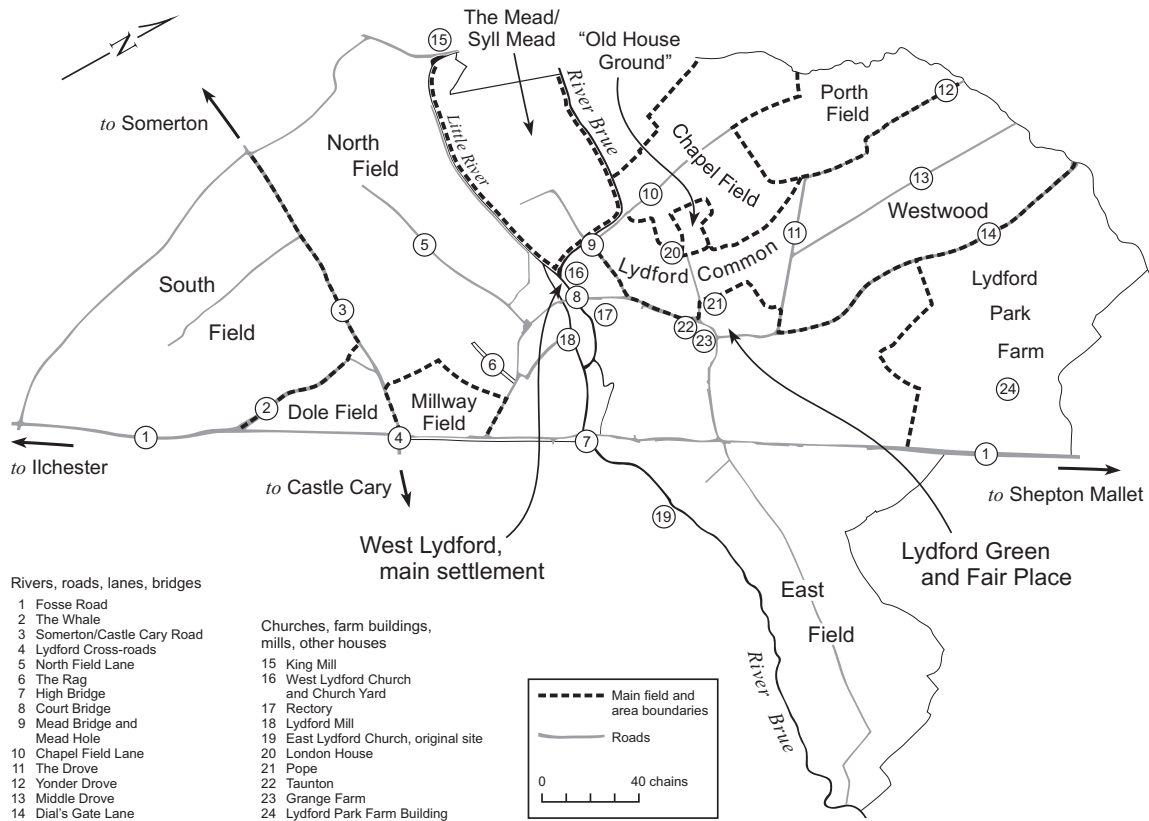 N
15
The Mead/
Syll Mead
"Old House
Ground"
to Somerton
River Brue
12
Porth
Field
North
Field
Little River
Chapel Field
10
13
Westwood
11
5
9
20
14
Lydford Common
16
Lydford
Park
Farm
South
Field
8
21
3
17
22
18
23
6
24
2
Dole Field
Millway
Field
1
4
7
1
to Ilchester
to Castle Cary
to Shepton Mallet
19
West Lydford,
main settlement
Lydford Green
and Fair Place
East
Field
River Brue
Rivers, roads, lanes, bridges
1 Fosse Road
2 The Whale
3 Somerton/Castle Cary Road
4 Lydford Cross-roads
5 North Field Lane
6 The Rag
7 High Bridge
8 Court Bridge
9 Mead Bridge and
Mead Hole
10 Chapel Field Lane
11 The Drove
12 Yonder Drove
13 Middle Drove
14 Dial's Gate Lane
Churches, farm buildings,
mills, other houses
15 King Mill
16 West Lydford Church
and Church Yard
17 Rectory
18 Lydford Mill
19 East Lydford Church, original site
20 London House
21 Pope
22 Taunton
23 Grange Farm
24 Lydford Park Farm Building
Main field and
area boundaries
Roads
0 40 chains